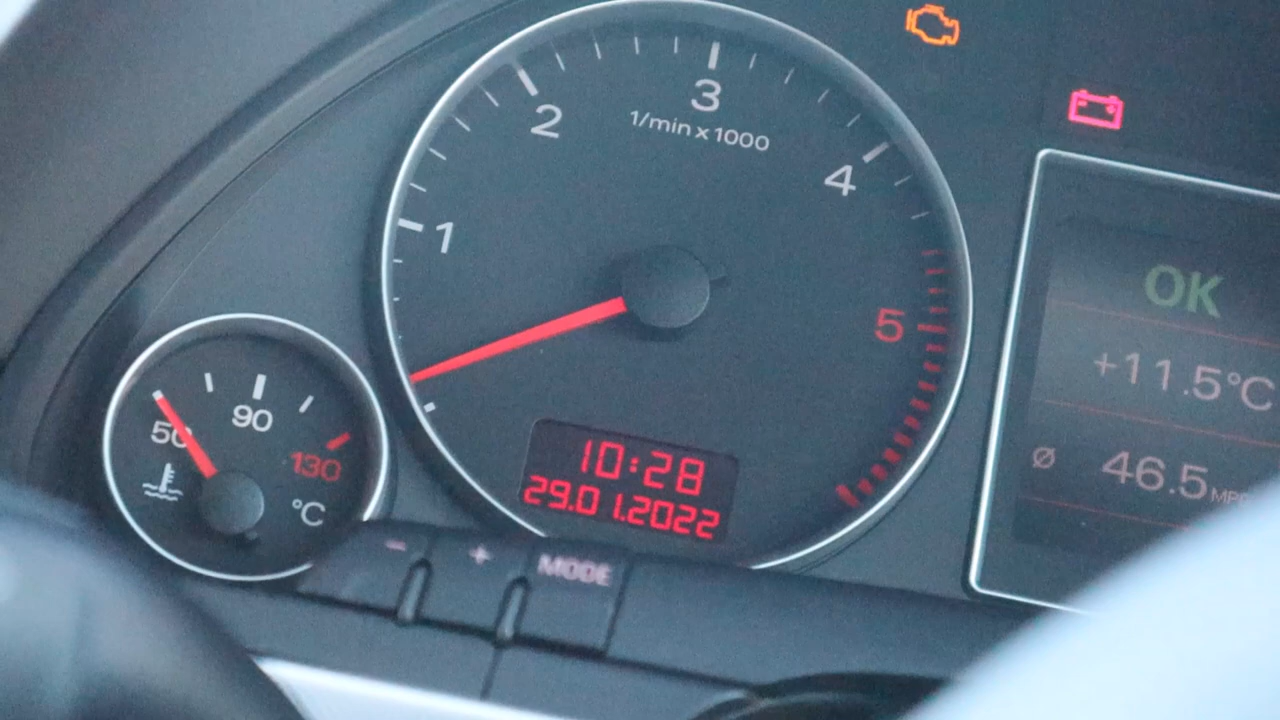 2
3
1/min x 1000
4
1
5
OK
+11.5°C
Ø 46.5
50
90
130
°C
10:28
29.01.2022
-
+
MODE